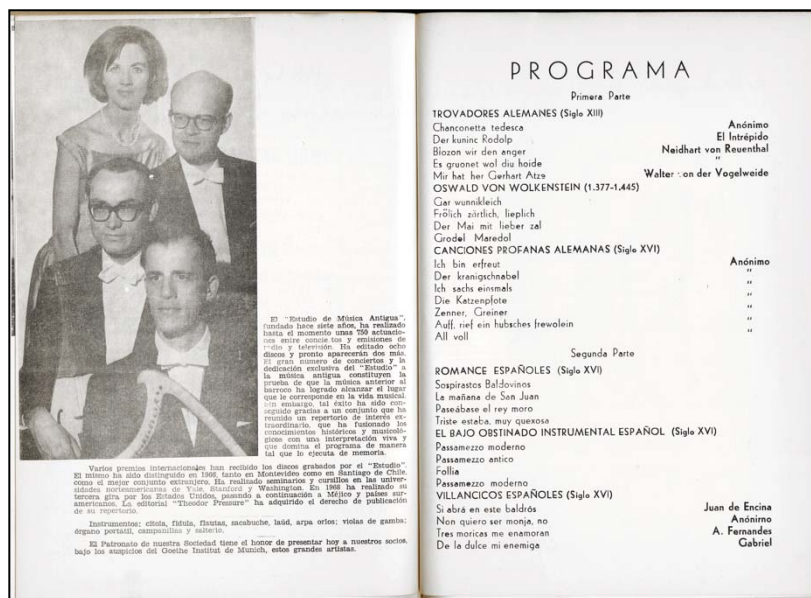 El "Estudio de Música Antigua",
fundado hace siete años, ha realizado
hasta el momento unas 750 actuacio-
nes entre conciertos y emisiones de
radio y televisión. Ha editado ocho
discos y pronto aparecerán dos más.
El gran número de conciertos y la
dedicación exclusiva del "Estudio" a
la música antigua constituyen la
prueba de que la música anterior al
barroco ha logrado alcanzar el lugar
que le corresponde en la vida musical.
Sin embargo, tal éxito ha sido con-
seguido gracias a un conjunto que ha
reunido un repertorio de interés ex-
traordinario, que ha fusionado los
conocimientos históricos y musicoló-
gicos con una interpretación viva y
que domina el programa de manera
tal que lo ejecuta de memoria.
Varios premios internacionales han recibido los discos grabados por el "Estudio".
El mismo ha sido distinguido en 1966, tanto en Montevideo como en Santiago de Chile,
como el mejor conjunto extranjero. Ha realizado seminarios y cursillos en las univer-
sidades norteamericanas de Yale, Stanford y Washington. En 1968 ha realizado su
tercera gira por los Estados Unidos, pasando a continuación a Méjico y países sur-
americanos. La editorial "Theodor Pressure" ha adquirido el derecho de publicación
de su repertorio.
Instrumentos: cítola, fídula, flautas, sacabuche, laúd, arpa orlos; violas de gamba;
órgano portátil, campanillas y salterio.
El Patronato de nuestra Sociedad tiene el honor de presentar hoy a nuestros socios,
bajo los auspicios del Goethe Institut de Munich, estos grandes artistas.
PROGRAMA
Primera Parte
TROVADORES ALEMANES (Siglo XIII)
Chanconetta tedesca Anónimo
Der kuninc Rodolp El Intrépido
Blozon wir den anger Neidhart von Reuenthal
Es gruonet wol diu hoide "
Mir hat her Gerhart Atze Walter von der Vogelweide
OSWALD VON WOLKENSTEIN (1.377-1.445)
Gar wunnikleich
Frölich zärtlich, lieplich
Der Mai mit lieber zal
Grodel Maredol
CANCIONES PROFANAS ALEMANAS (Siglo XVI)
Ich bin erfreut Anónimo
Der kranigschnabel "
Ich sachs einsmals "
Die Katzenpfote "
Zenner, Greiner "
Auff, rief ein hubsches frewolein "
All voll "
Segunda Parte
ROMANCE ESPAÑOLES (Siglo XVI)
Sospirastos Baldovinos
La mañana de San Juan
Paseábase el rey moro
Triste estaba, muy quexosa
EL BAJO OBSTINADO INSTRUMENTAL ESPAÑOL (Siglo XVI)
Passamezzo moderno
Passamezzo antico
Follia
Passamezzo moderno
VILLANCICOS ESPAÑOLES (Siglo XVI)
Si abrá en este baldrós Juan de Encina
Non quiero ser monja, no Anónimo
Tres moricas me enamoran A. Fernandes
De la dulce mi enemiga Gabriel